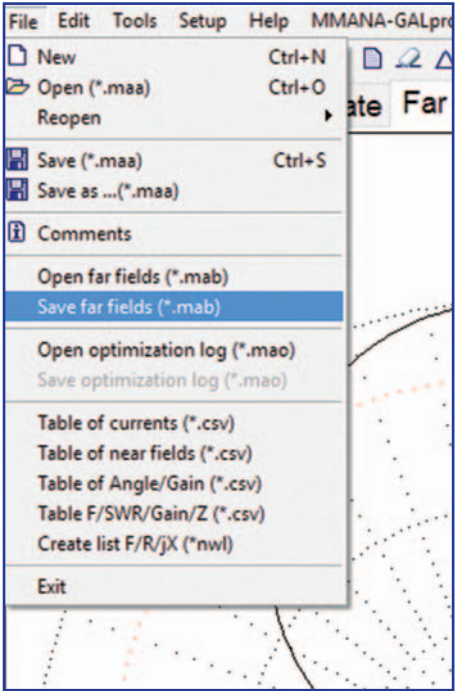 File Edit Tools Setup Help MMANA-GALpro
New Ctrl+N
Open (*.maa) Ctrl+O
Reopen
ate Far
Save (*.maa) Ctrl+S
Save as ...(*.maa)
Comments
Open far fields (*.mab)
Save far fields (*.mab)
Open optimization log (*.mao)
Save optimization log (*.mao)
Table of currents (*.csv)
Table of near fields (*.csv)
Table of Angle/Gain (*.csv)
Table F/SWR/Gain/Z (*.csv)
Create list F/R/jX (*nwl)
Exit